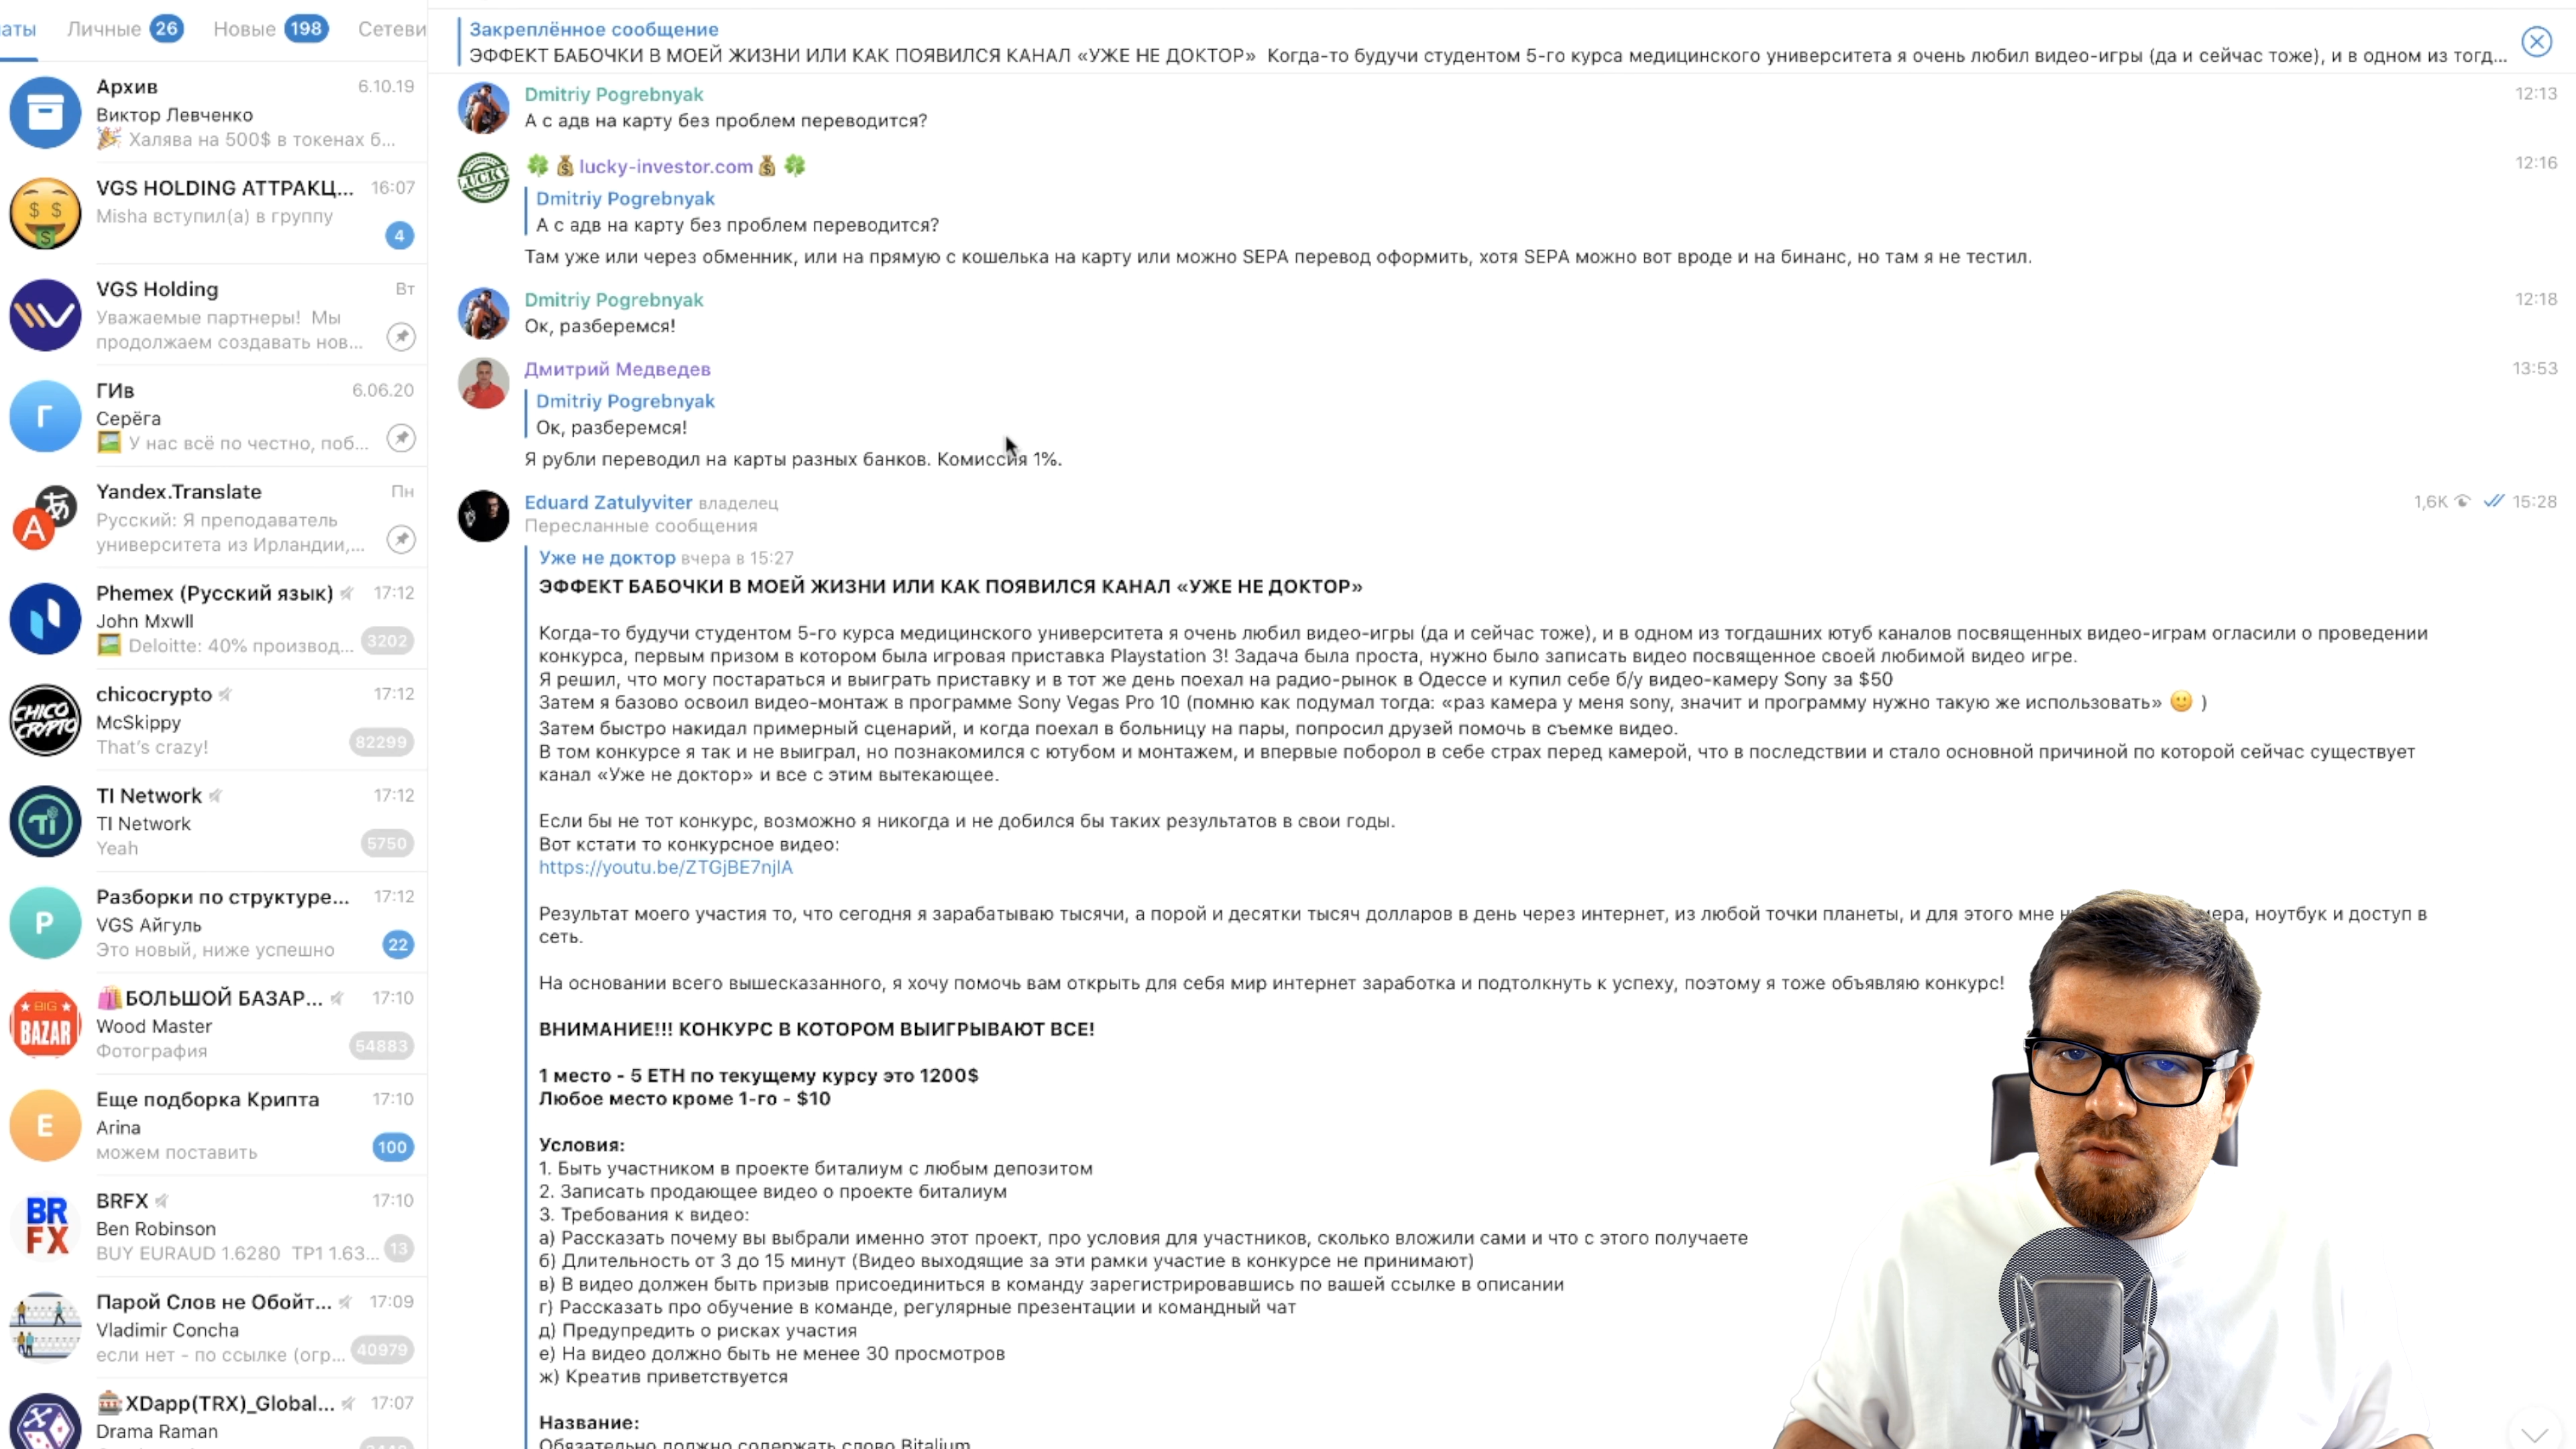 аты Личные 26 Новые 198 Сетеви
Архив 6.10.19
Виктор Левченко
🎉 Халява на 500$ в токенах б...
VGS HOLDING АТТРАКЦ... 16:07
Misha вступил(а) в группу
4
VGS Holding Вт
Уважаемые партнеры! Мы
продолжаем создавать нов...
Г
ГИв 6.06.20
Серёга
🖼 У нас всё по честно, поб...
Yandex.Translate Пн
Русский: Я преподаватель
университета из Ирландии,...
Phemex (Русский язык) 17:12
John Mxwll
🖼 Deloitte: 40% производ... 3202
CHICO CRYPTO
chicocrypto 17:12
McSkippy
That's crazy! 82299
TI Network 17:12
TI Network
Yeah 5750
Р
Разборки по структуре... 17:12
VGS Айгуль
Это новый, ниже успешно 22
BIG BAZAR
🛍БОЛЬШОЙ БАЗАР... 17:10
Wood Master
Фотография 54883
Е
Еще подборка Крипта 17:10
Arina
можем поставить 100
BR FX
BRFX 17:10
Ben Robinson
BUY EURAUD 1.6280 TP1 1.63... 13
Парой Слов не Обойт... 17:09
Vladimir Concha
если нет - по ссылке (огр... 40979
🎰XDapp(TRX)_Global... 17:07
Drama Raman
Закреплённое сообщение
ЭФФЕКТ БАБОЧКИ В МОЕЙ ЖИЗНИ ИЛИ КАК ПОЯВИЛСЯ КАНАЛ «УЖЕ НЕ ДОКТОР» Когда-то будучи студентом 5-го курса медицинского университета я очень любил видео-игры (да и сейчас тоже), и в одном из тогд...
Dmitriy Pogrebnyak 12:13
А с адв на карту без проблем переводится?
LUCKY
🍀💰lucky-investor.com💰🍀 12:16
Dmitriy Pogrebnyak
А с адв на карту без проблем переводится?
Там уже или через обменник, или на прямую с кошелька на карту или можно SEPA перевод оформить, хотя SEPA можно вот вроде и на бинанс, но там я не тестил.
Dmitriy Pogrebnyak 12:18
Ок, разберемся!
Дмитрий Медведев 13:53
Dmitriy Pogrebnyak
Ок, разберемся!
Я рубли переводил на карты разных банков. Комиссия 1%.
Eduard Zatulyviter владелец 1,6K 15:28
Пересланные сообщения
Уже не доктор вчера в 15:27
ЭФФЕКТ БАБОЧКИ В МОЕЙ ЖИЗНИ ИЛИ КАК ПОЯВИЛСЯ КАНАЛ «УЖЕ НЕ ДОКТОР»
Когда-то будучи студентом 5-го курса медицинского университета я очень любил видео-игры (да и сейчас тоже), и в одном из тогдашних ютуб каналов посвященных видео-играм огласили о проведении
конкурса, первым призом в котором была игровая приставка Playstation 3! Задача была проста, нужно было записать видео посвященное своей любимой видео игре.
Я решил, что могу постараться и выиграть приставку и в тот же день поехал на радио-рынок в Одессе и купил себе б/у видео-камеру Sony за $50
Затем я базово освоил видео-монтаж в программе Sony Vegas Pro 10 (помню как подумал тогда: «раз камера у меня sony, значит и программу нужно такую же использовать» 🙂 )
Затем быстро накидал примерный сценарий, и когда поехал в больницу на пары, попросил друзей помочь в съемке видео.
В том конкурсе я так и не выиграл, но познакомился с ютубом и монтажем, и впервые поборол в себе страх перед камерой, что в последствии и стало основной причиной по которой сейчас существует
канал «Уже не доктор» и все с этим вытекающее.
Если бы не тот конкурс, возможно я никогда и не добился бы таких результатов в свои годы.
Вот кстати то конкурсное видео:
https://youtu.be/ZTGjBE7njlA
Результат моего участия то, что сегодня я зарабатываю тысячи, а порой и десятки тысяч долларов в день через интернет, из любой точки планеты, и для этого мне ноутбук и доступ в
сеть.
На основании всего вышесказанного, я хочу помочь вам открыть для себя мир интернет заработка и подтолкнуть к успеху, поэтому я тоже объявляю конкурс!
ВНИМАНИЕ!!! КОНКУРС В КОТОРОМ ВЫИГРЫВАЮТ ВСЕ!
1 место - 5 ETH по текущему курсу это 1200$
Любое место кроме 1-го - $10
Условия:
1. Быть участником в проекте биталиум с любым депозитом
2. Записать продающее видео о проекте биталиум
3. Требования к видео:
а) Рассказать почему вы выбрали именно этот проект, про условия для участников, сколько вложили сами и что с этого получаете
б) Длительность от 3 до 15 минут (Видео выходящие за эти рамки участие в конкурсе не принимают)
в) В видео должен быть призыв присоединиться в команду зарегистрировавшись по вашей ссылке в описании
г) Рассказать про обучение в команде, регулярные презентации и командный чат
д) Предупредить о рисках участия
е) На видео должно быть не менее 30 просмотров
ж) Креатив приветствуется
Название:
Обязательно должно содержать слово Bitalium